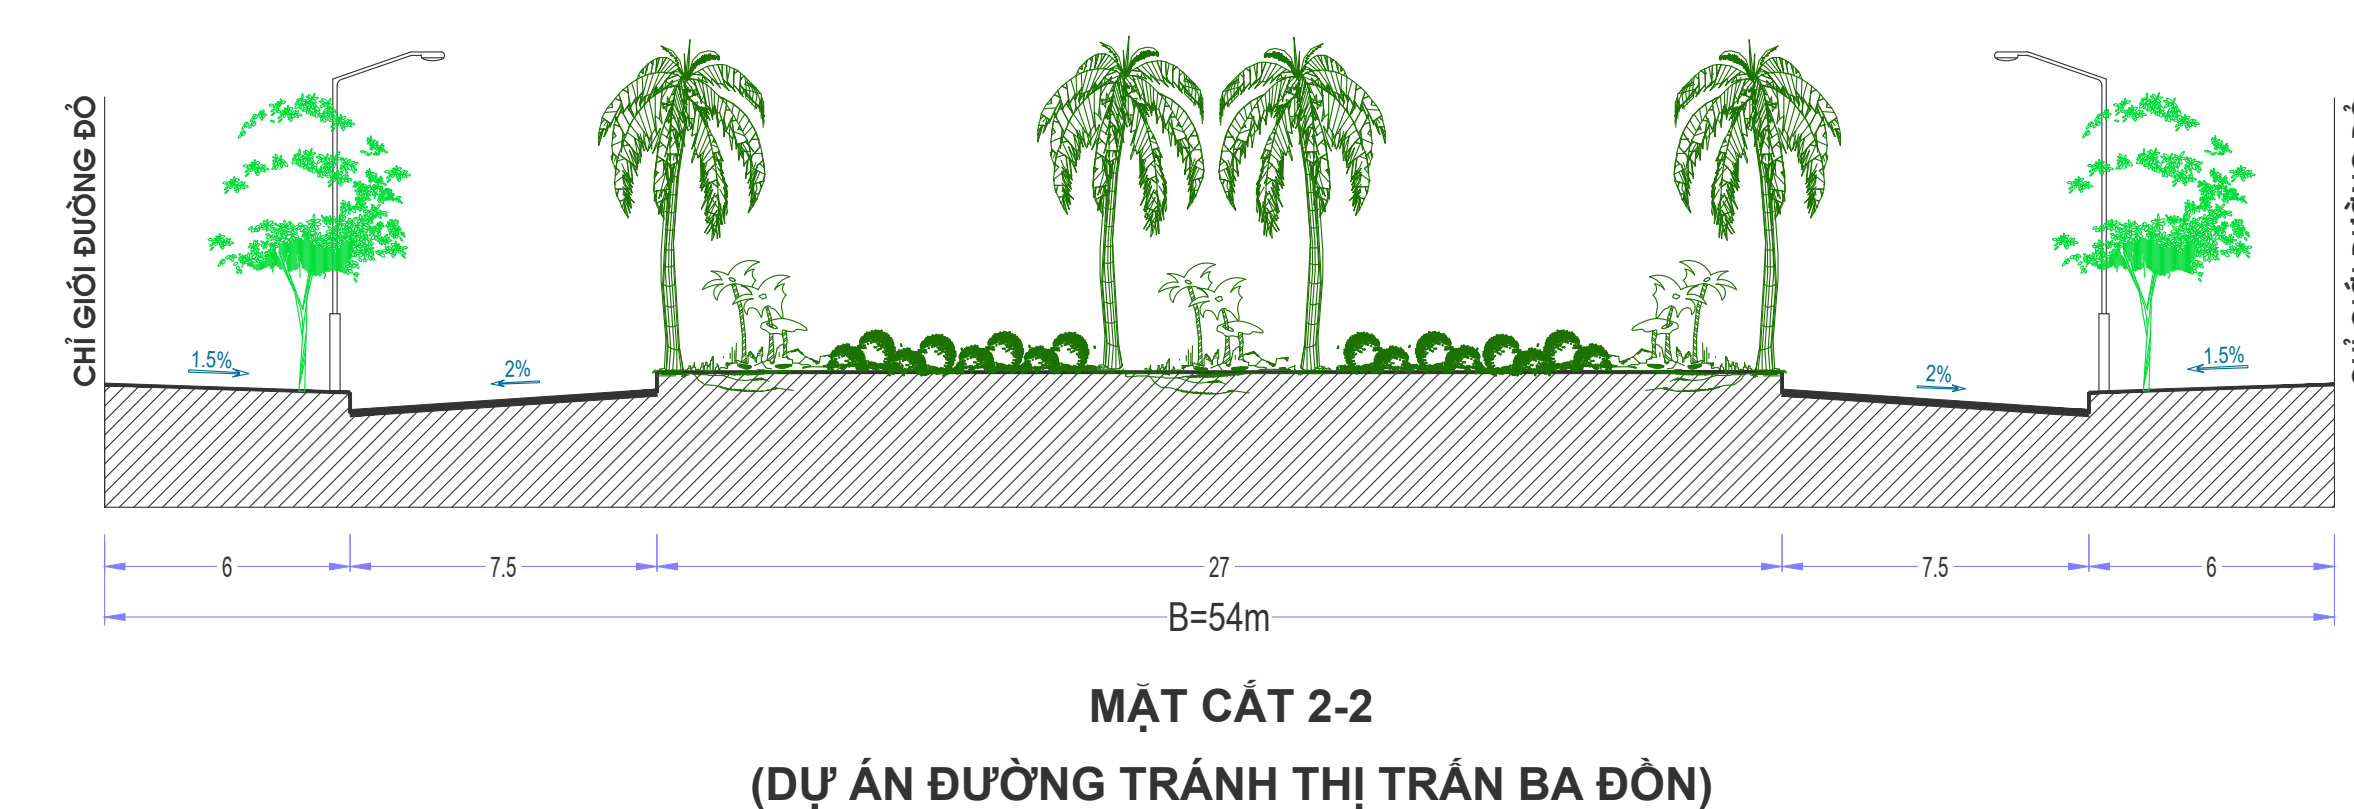 CHỈ GIỚI ĐƯỜNG ĐỎ
1.5%
2%
2%
1.5%
6
7.5
27
7.5
6
B=54m
MẶT CẮT 2-2
(DỰ ÁN ĐƯỜNG TRÁNH THỊ TRẤN BA ĐỒN)